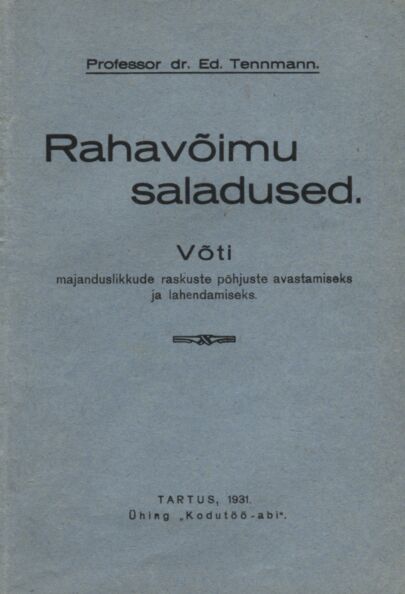 Professor dr. Ed. Tennmann.
Rahavõimu
saladused.
Võti
majanduslikkude raskuste põhjuste avastamiseks
ja lahendamiseks.
TARTUS, 1931.
Ühing „Kodutöö-abi“.